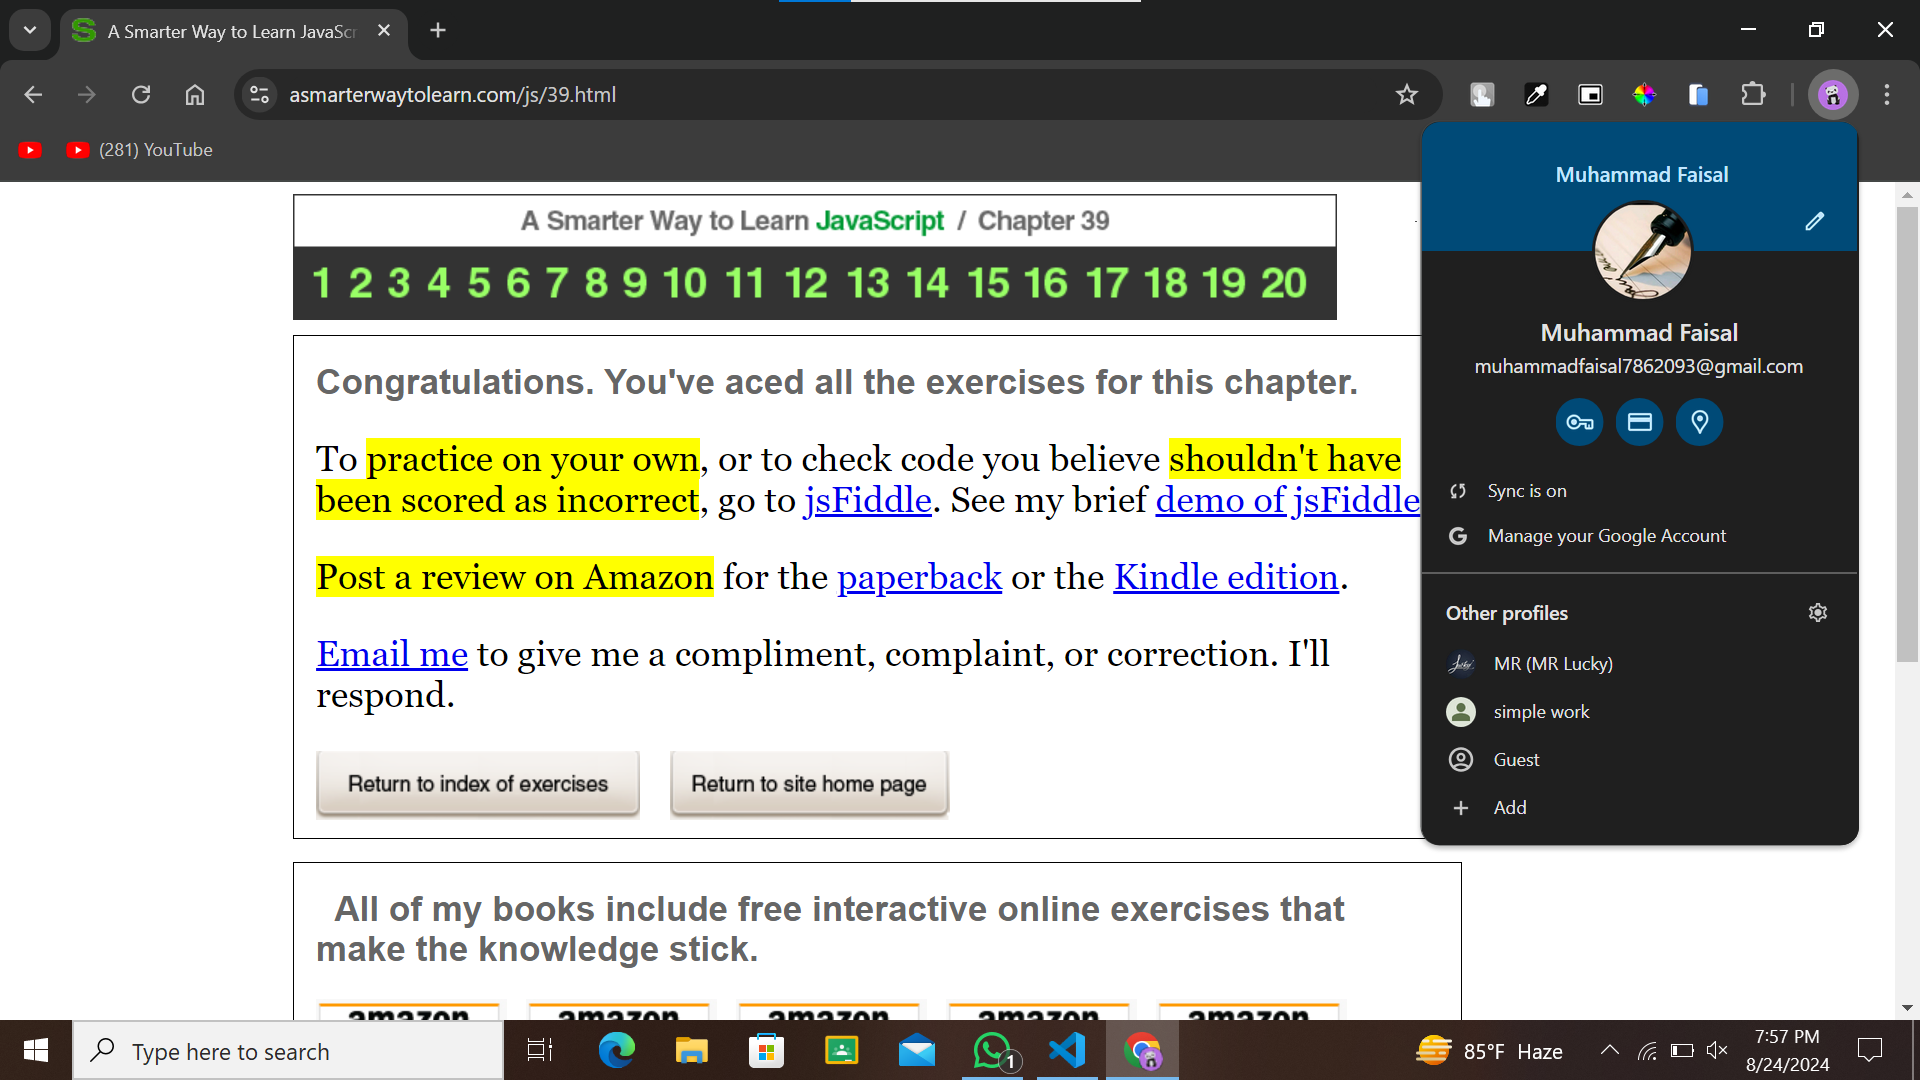 A Smarter Way to Learn JavaScr
asmarterwaytolearn.com/js/39.html
(281) YouTube
A Smarter Way to Learn JavaScript / Chapter 39
1 2 3 4 5 6 7 8 9 10 11 12 13 14 15 16 17 18 19 20
Congratulations. You've aced all the exercises for this chapter.
To practice on your own, or to check code you believe shouldn't have
been scored as incorrect, go to jsFiddle. See my brief demo of jsFiddle
Post a review on Amazon for the paperback or the Kindle edition.
Email me to give me a compliment, complaint, or correction. I'll
respond.
Return to index of exercises
Return to site home page
All of my books include free interactive online exercises that
make the knowledge stick.
amazon amazon amazon amazon amazon
Muhammad Faisal
Muhammad Faisal
muhammadfaisal7862093@gmail.com
Sync is on
Manage your Google Account
Other profiles
MR (MR Lucky)
simple work
Guest
Add
Type here to search
1
85°F Haze
7:57 PM
8/24/2024